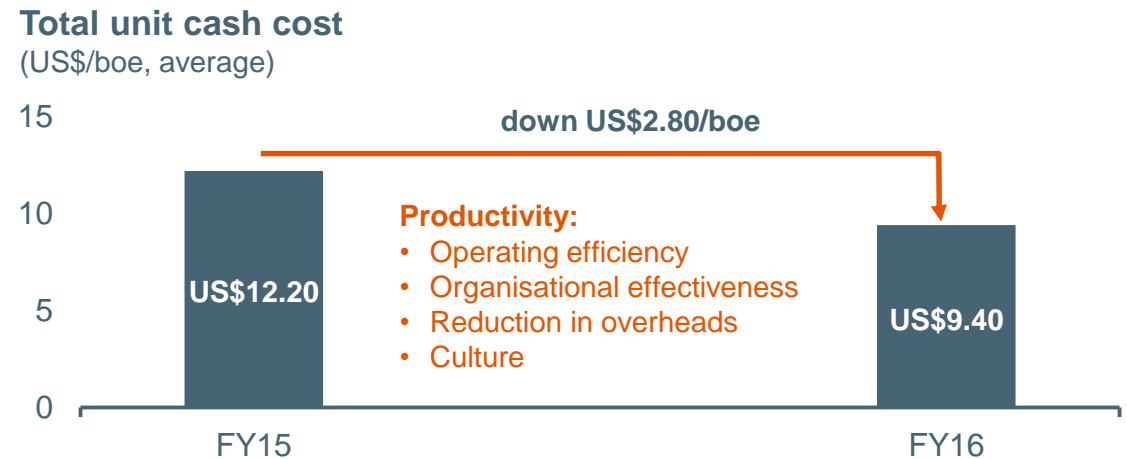 Total unit cash cost
(US$/boe, average)
15
down US$2.80/boe
10
Productivity:
• Operating efficiency
• Organisational effectiveness
• Reduction in overheads
• Culture
US$12.20
5
US$9.40
0
FY15
FY16